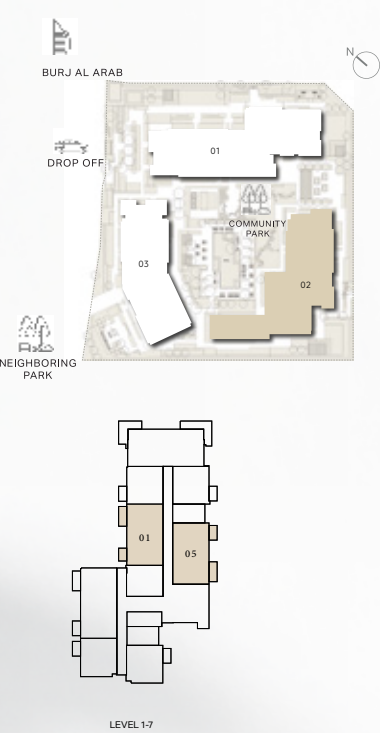 N
BURJ AL ARAB
01
DROP OFF
COMMUNITY
PARK
03
02
NEIGHBORING
PARK
01
05
LEVEL 1-7